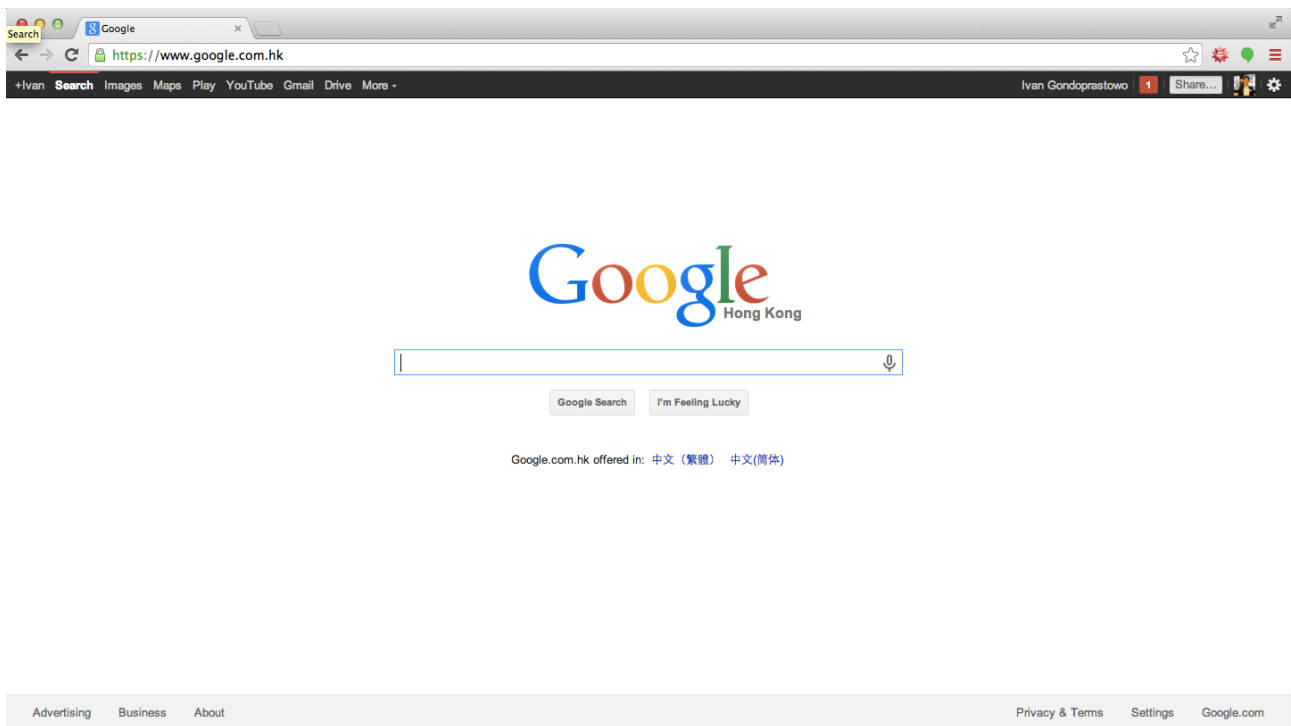 Search
Google
https://www.google.com.hk
+Ivan Search Images Maps Play YouTube Gmail Drive More
Ivan Gondoprastowo 1 Share...
Google
Hong Kong
Google Search I'm Feeling Lucky
Google.com.hk offered in: 中文（繁體） 中文(简体)
Advertising Business About Privacy & Terms Settings Google.com